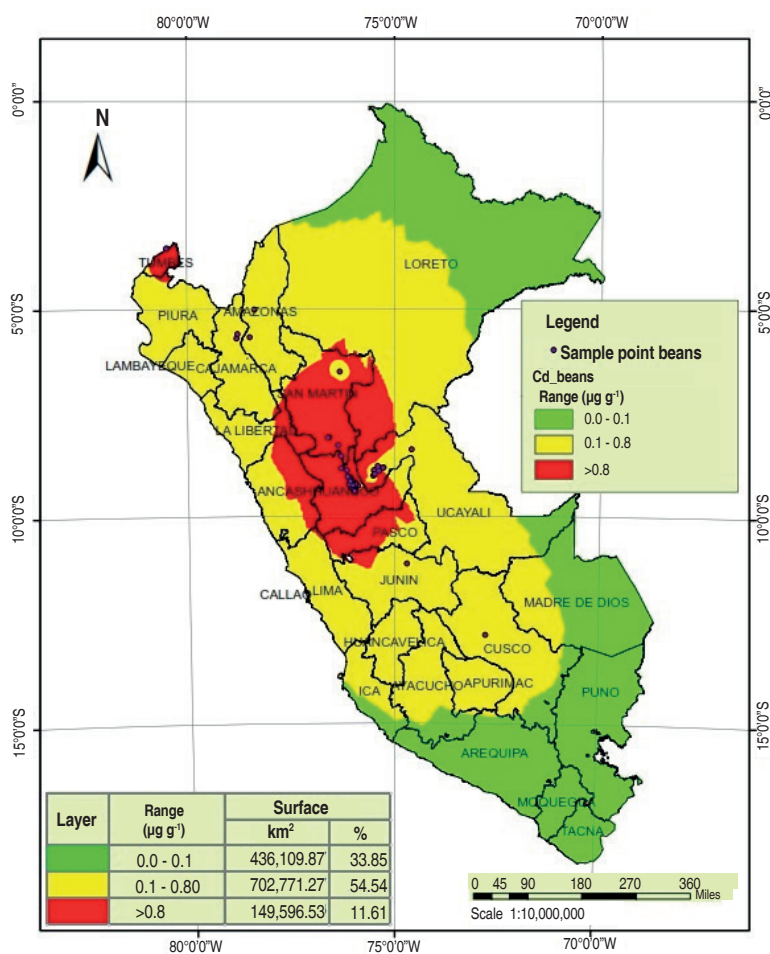 80°0'0"W 75°0'0"W 70°0'0"W
0°0'0"
5°0'0"S
10°0'0"S
15°0'0"S
N
TUMBES
LORETO
PIURA
AMAZONAS
LAMBAYEQUE
CAJAMARCA
SAN MARTIN
LA LIBERTAD
ANCASH
HUANUCO
UCAYALI
PASCO
JUNIN
CALLAO
LIMA
MADRE DE DIOS
HUANCAVELICA
CUSCO
ICA
AYACUCHO
APURIMAC
PUNO
AREQUIPA
MOQUEGUA
TACNA
0°0'0"
5°0'0"S
10°0'0"S
15°0'0"S
Legend
Sample point beans
Cd_beans
Range (µg g-1)
0.0 - 0.1
0.1 - 0.8
>0.8
Layer Range (µg g-1) Surface
km2 %
0.0 - 0.1 436,109.87 33.85
0.1 - 0.80 702,771.27 54.54
>0.8 149,596.53 11.61
0 45 90 180 270 360
Miles
Scale 1:10,000,000
80°0'0"W 75°0'0"W 70°0'0"W